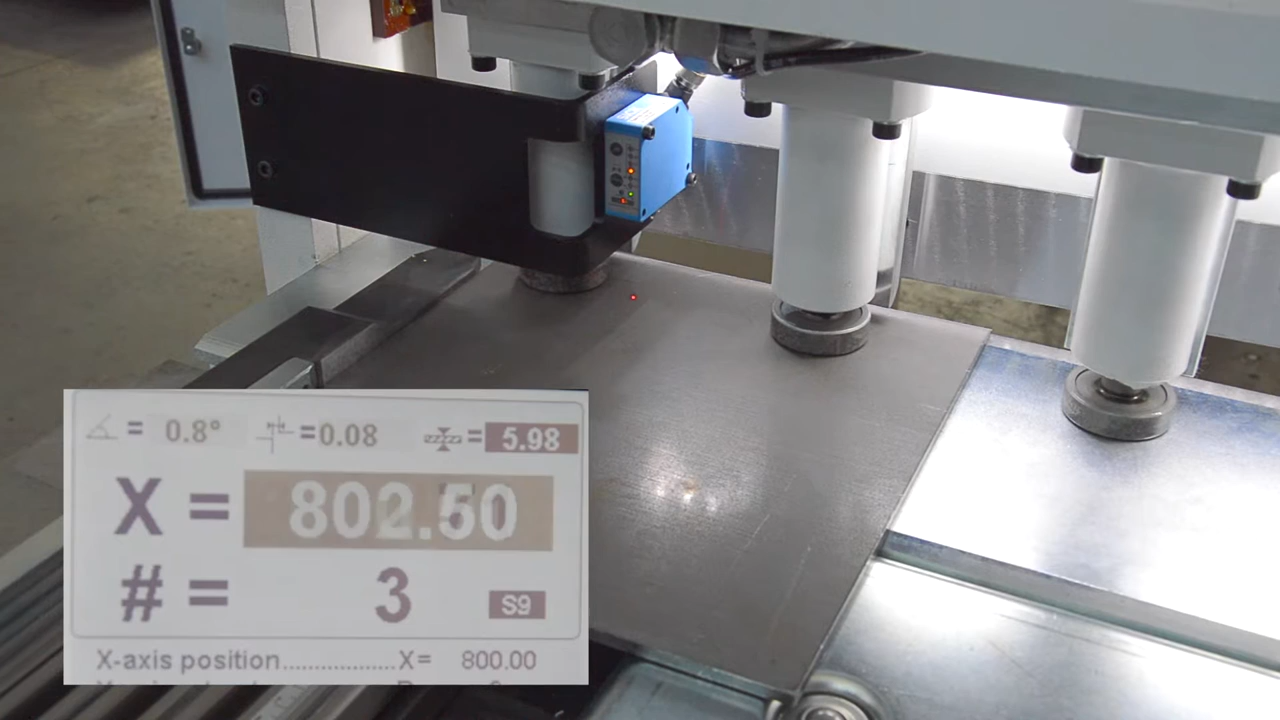 = 0.8° =0.08 = 5.98
X = 802.50
# = 3 S9
X-axis position..................X= 800.00